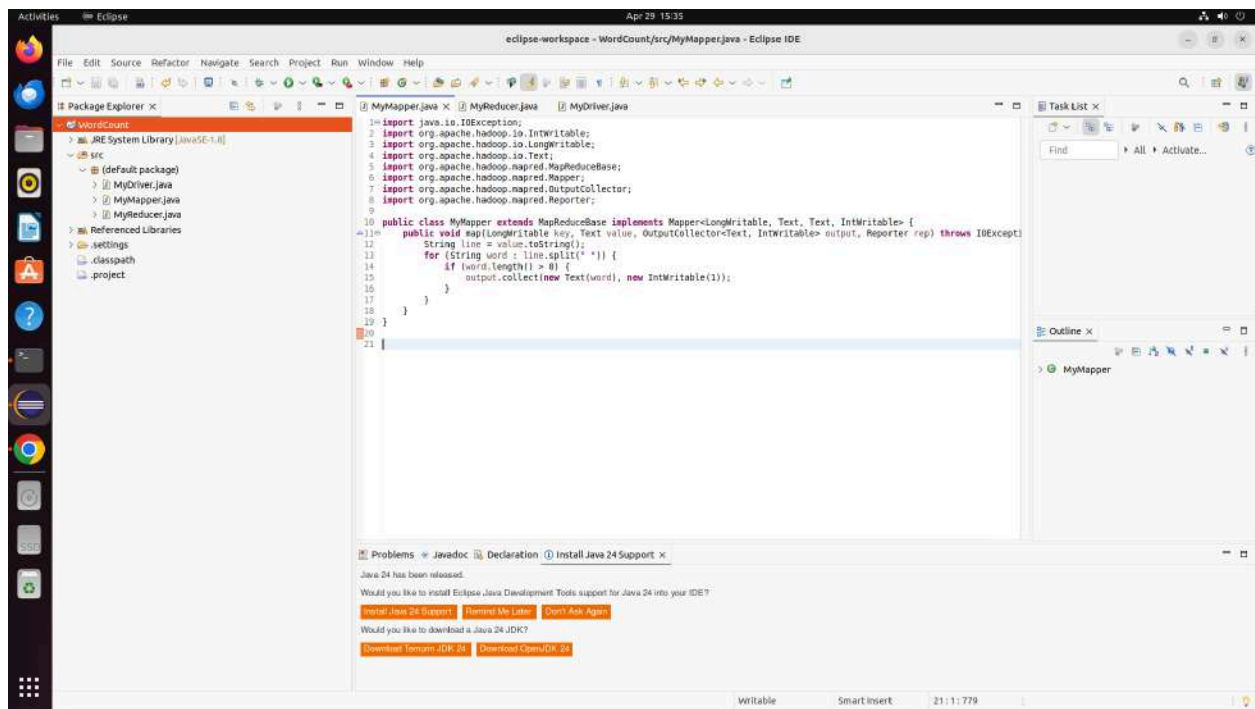 Activities Eclipse Apr 29 15:35
eclipse-workspace - WordCount/src/MyMapper.java - Eclipse IDE
File Edit Source Refactor Navigate Search Project Run Window Help
Package Explorer
WordCount
JRE System Library [JavaSE-1.8]
src
(default package)
MyDriver.java
MyMapper.java
MyReducer.java
Referenced Libraries
.settings
.classpath
.project
MyMapper.java MyReducer.java MyDriver.java
1 import java.io.IOException;
2 import org.apache.hadoop.io.IntWritable;
3 import org.apache.hadoop.io.LongWritable;
4 import org.apache.hadoop.io.Text;
5 import org.apache.hadoop.mapred.MapReduceBase;
6 import org.apache.hadoop.mapred.Mapper;
7 import org.apache.hadoop.mapred.OutputCollector;
8 import org.apache.hadoop.mapred.Reporter;
9
10 public class MyMapper extends MapReduceBase implements Mapper<LongWritable, Text, Text, IntWritable> {
11 public void map(LongWritable key, Text value, OutputCollector<Text, IntWritable> output, Reporter rep) throws IOExcepti
12 String line = value.toString();
13 for (String word : line.split(" ")) {
14 if (word.length() > 0) {
15 output.collect(new Text(word), new IntWritable(1));
16 }
17 }
18 }
19 }
20
21
Task List
Find All Activate...
Outline
MyMapper
Problems Javadoc Declaration Install Java 24 Support
Java 24 has been released.
Would you like to install Eclipse Java Development Tools support for Java 24 into your IDE?
Install Java 24 Support Remind Me Later Don't Ask Again
Would you like to download a Java 24 JDK?
Download Temurin JDK 24 Download OpenJDK 24
Writable Smart Insert 21 : 1 : 779
SSD